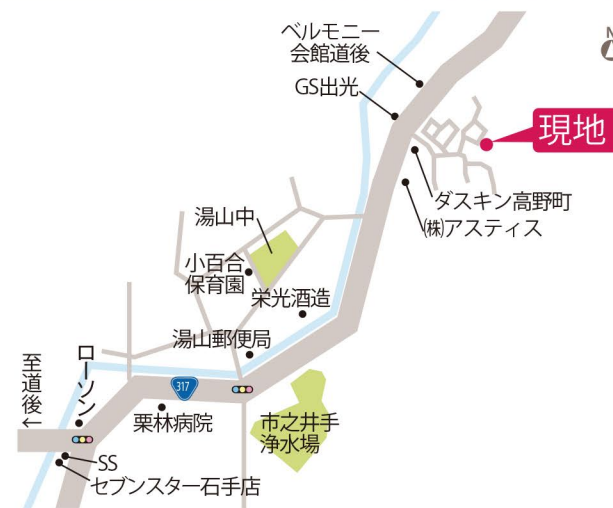 ベルモニー
会館道後
N
GS出光
現地
ダスキン高野町
㈱アスティス
湯山中
小百合
保育園
栄光酒造
湯山郵便局
317
至道後←
ローソン
栗林病院
市之井手
浄水場
SS
セブンスター石手店